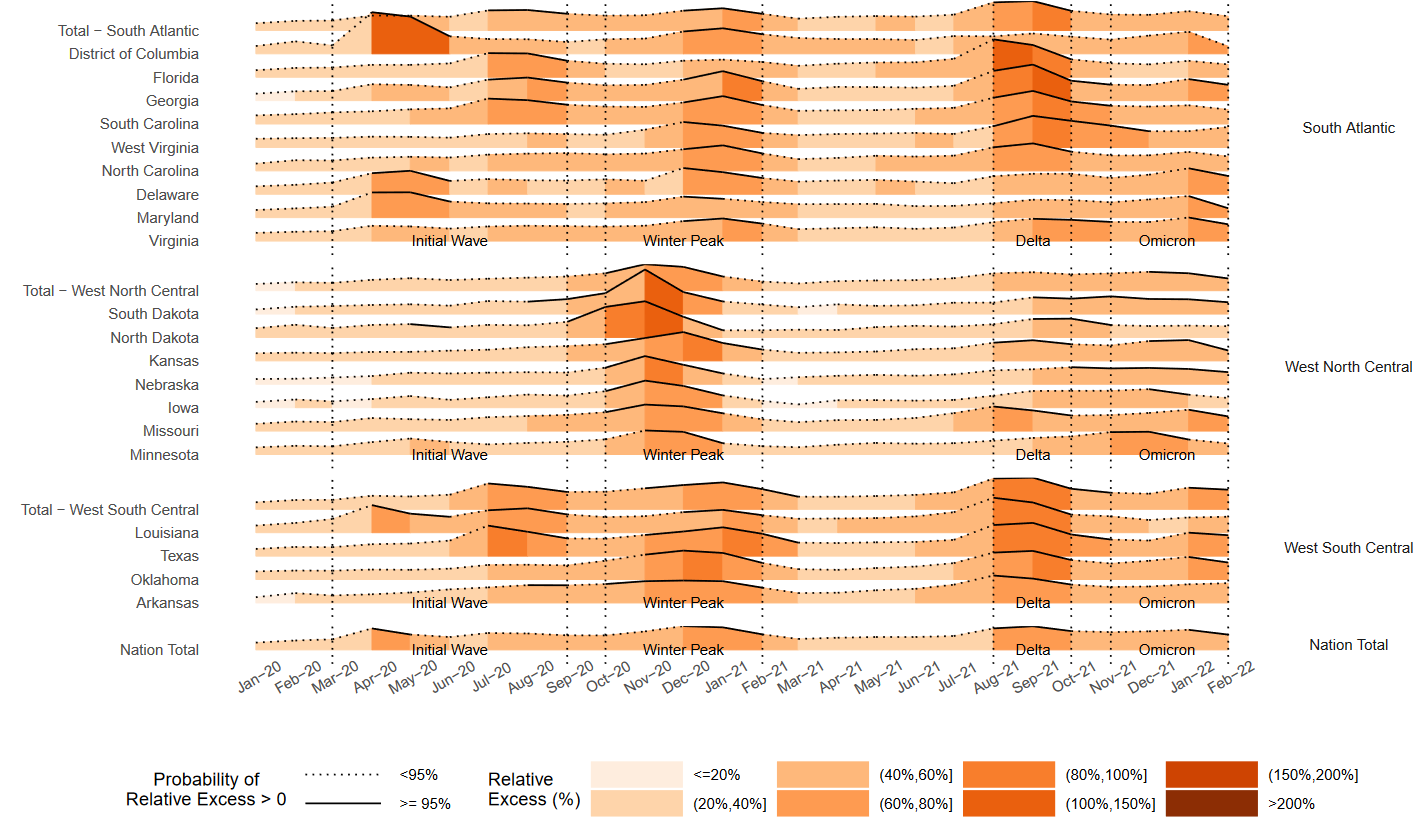 Total − South Atlantic
District of Columbia
Florida
Georgia
South Carolina
South Atlantic
West Virginia
North Carolina
Delaware
Maryland
Virginia
Initial Wave
Winter Peak
Delta
Omicron
Total − West North Central
South Dakota
North Dakota
Kansas
West North Central
Nebraska
Iowa
Missouri
Minnesota
Initial Wave
Winter Peak
Delta
Omicron
Total − West South Central
Louisiana
West South Central
Texas
Oklahoma
Arkansas
Initial Wave
Winter Peak
Delta
Omicron
Nation Total
Initial Wave
Winter Peak
Delta
Omicron
Nation Total
Jan−20
Feb−20
Mar−20
Apr−20
May−20
Jun−20
Jul−20
Aug−20
Sep−20
Oct−20
Nov−20
Dec−20
Jan−21
Feb−21
Mar−21
Apr−21
May−21
Jun−21
Jul−21
Aug−21
Sep−21
Oct−21
Nov−21
Dec−21
Jan−22
Feb−22
Probability of
Relative Excess > 0
<95%
>= 95%
Relative
Excess (%)
<=20%
(20%,40%]
(40%,60%]
(60%,80%]
(80%,100%]
(100%,150%]
(150%,200%]
>200%